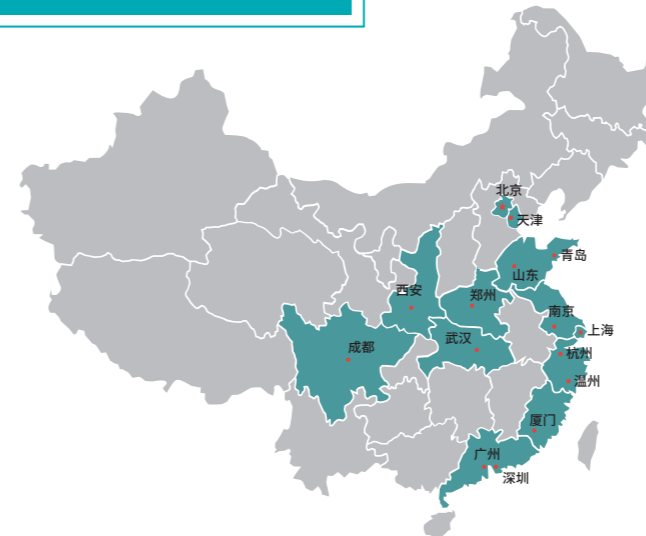 北京
天津
青岛
山东
西安
郑州
南京
上海
武汉
成都
杭州
温州
厦门
广州
深圳